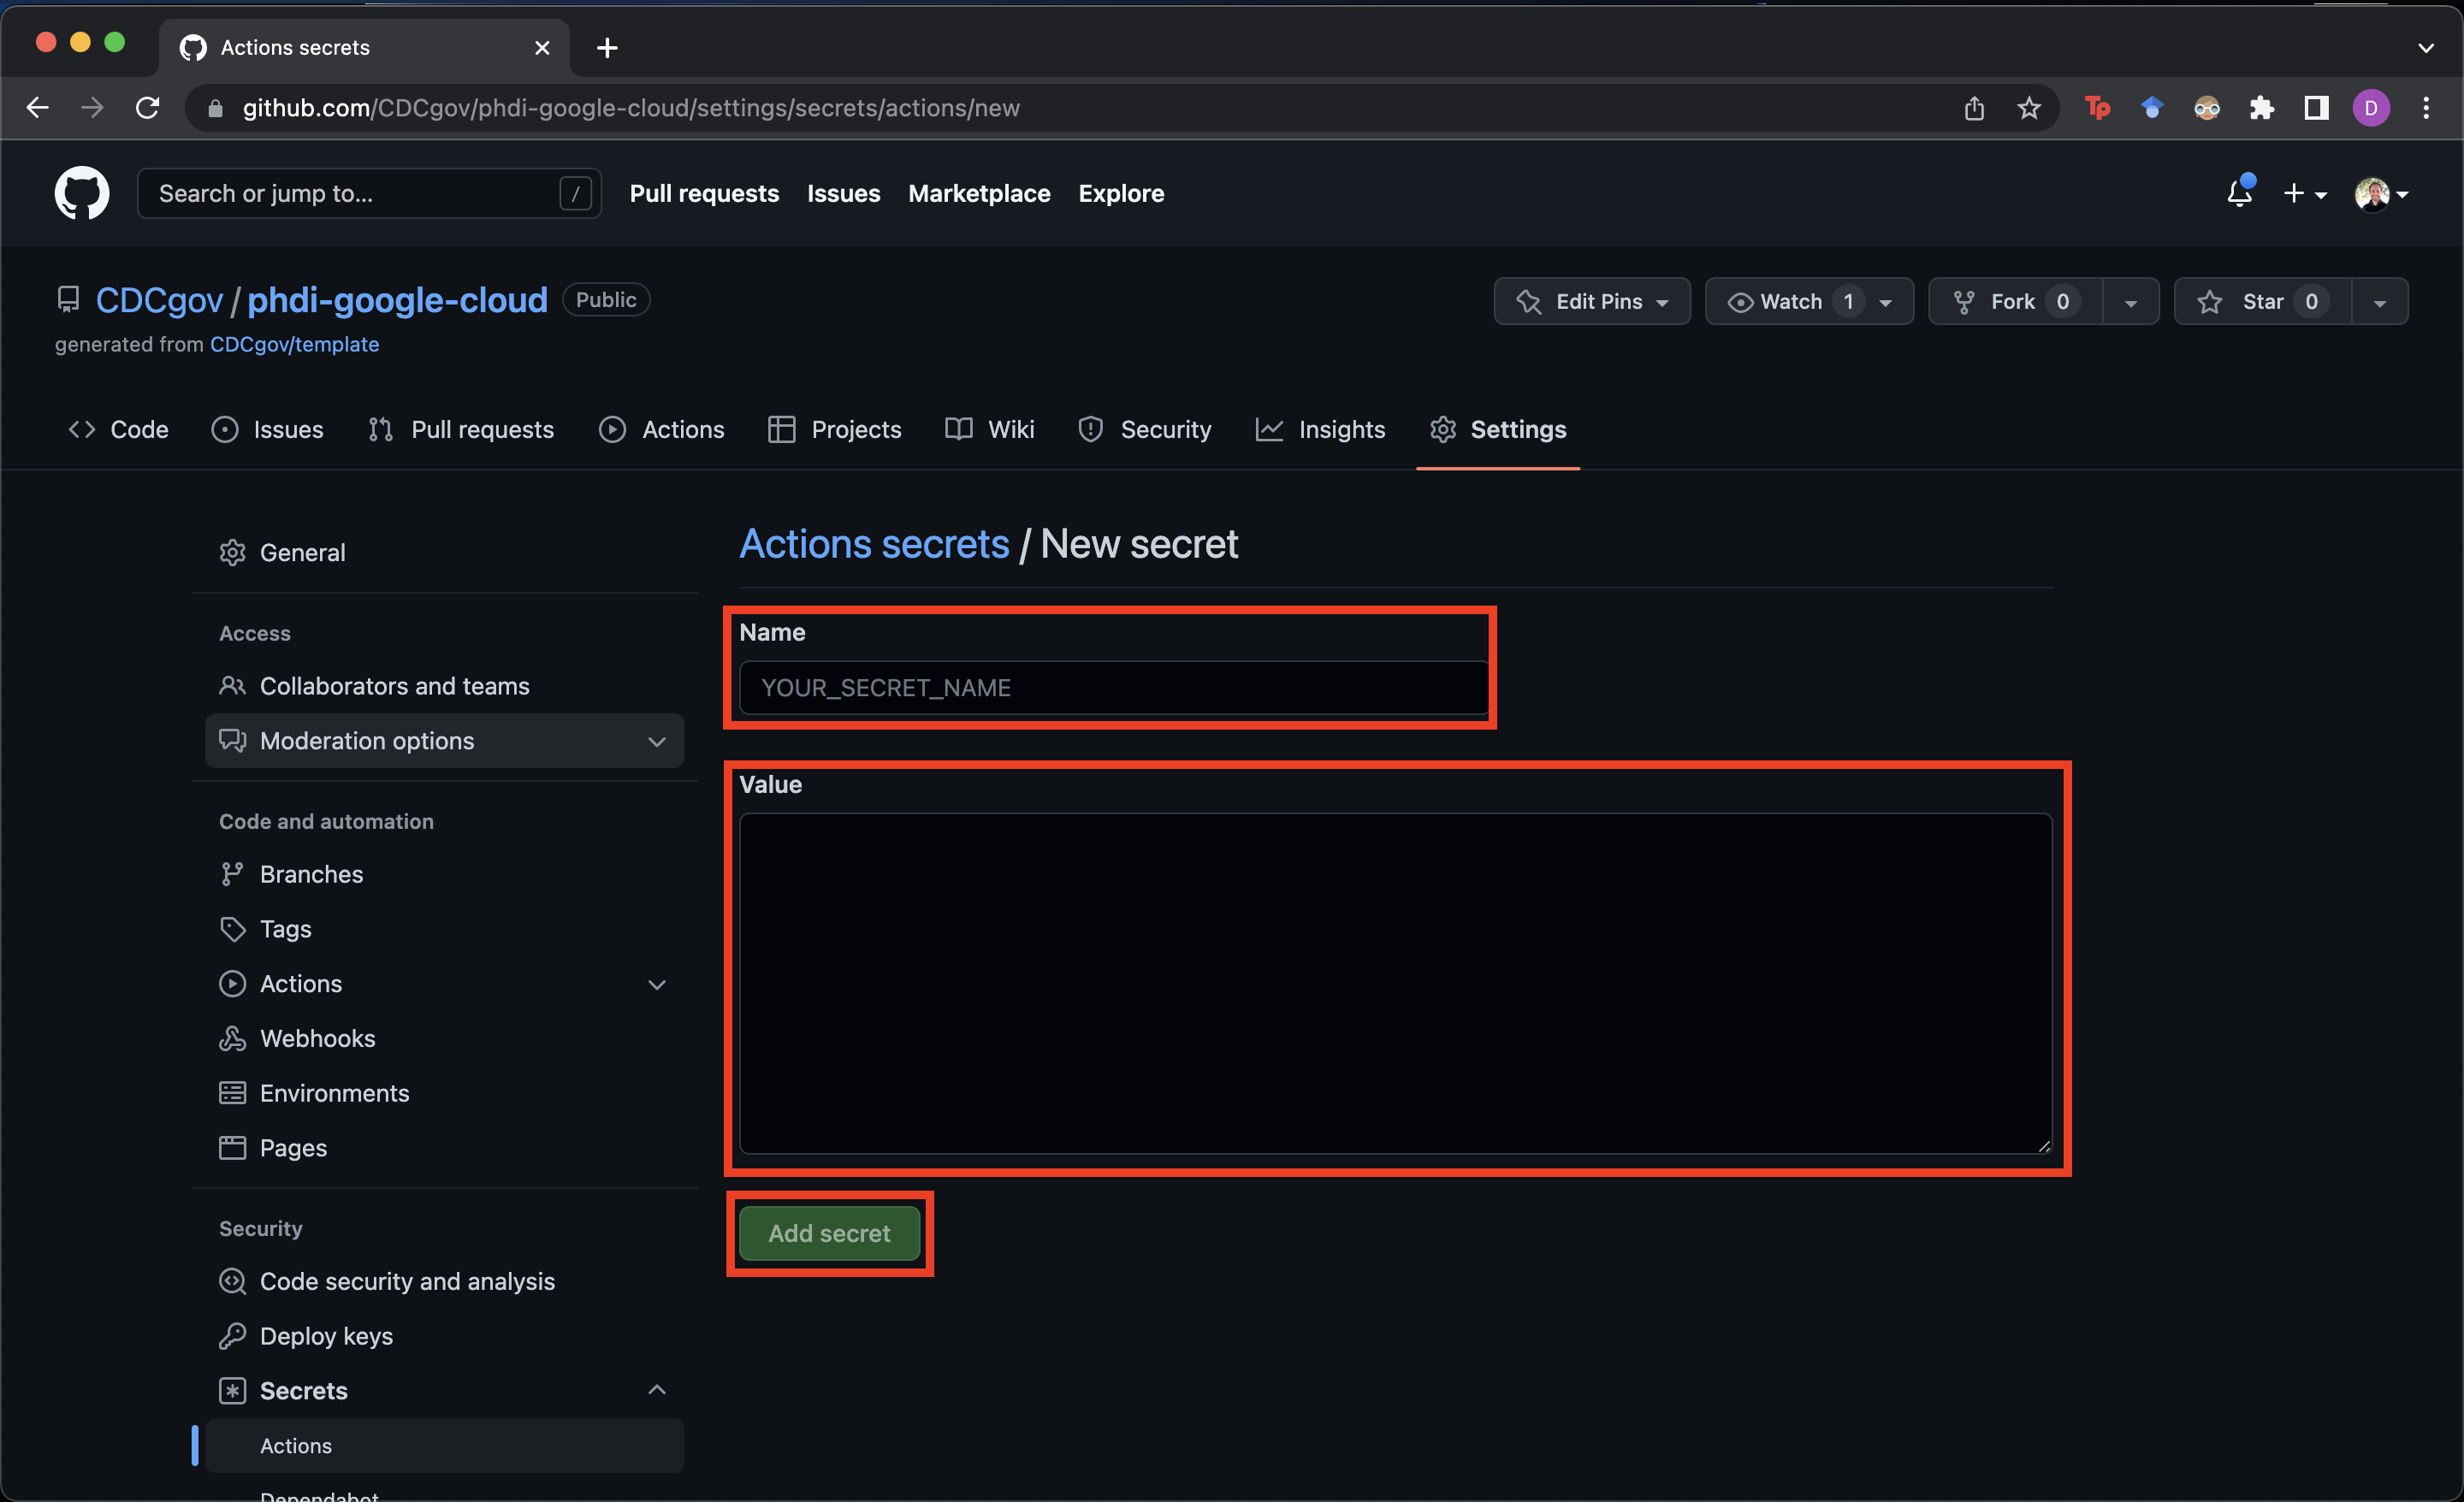 Actions secrets
github.com/CDCgov/phdi-google-cloud/settings/secrets/actions/new
D
Search or jump to... /
Pull requests Issues Marketplace Explore
CDCgov / phdi-google-cloud Public
Edit Pins Watch 1 Fork 0 Star 0
generated from CDCgov/template
Code Issues Pull requests Actions Projects Wiki Security Insights Settings
General
Access
Collaborators and teams
Moderation options
Code and automation
Branches
Tags
Actions
Webhooks
Environments
Pages
Security
Code security and analysis
Deploy keys
Secrets
Actions
Dependabot
Actions secrets / New secret
Name
YOUR_SECRET_NAME
Value
Add secret